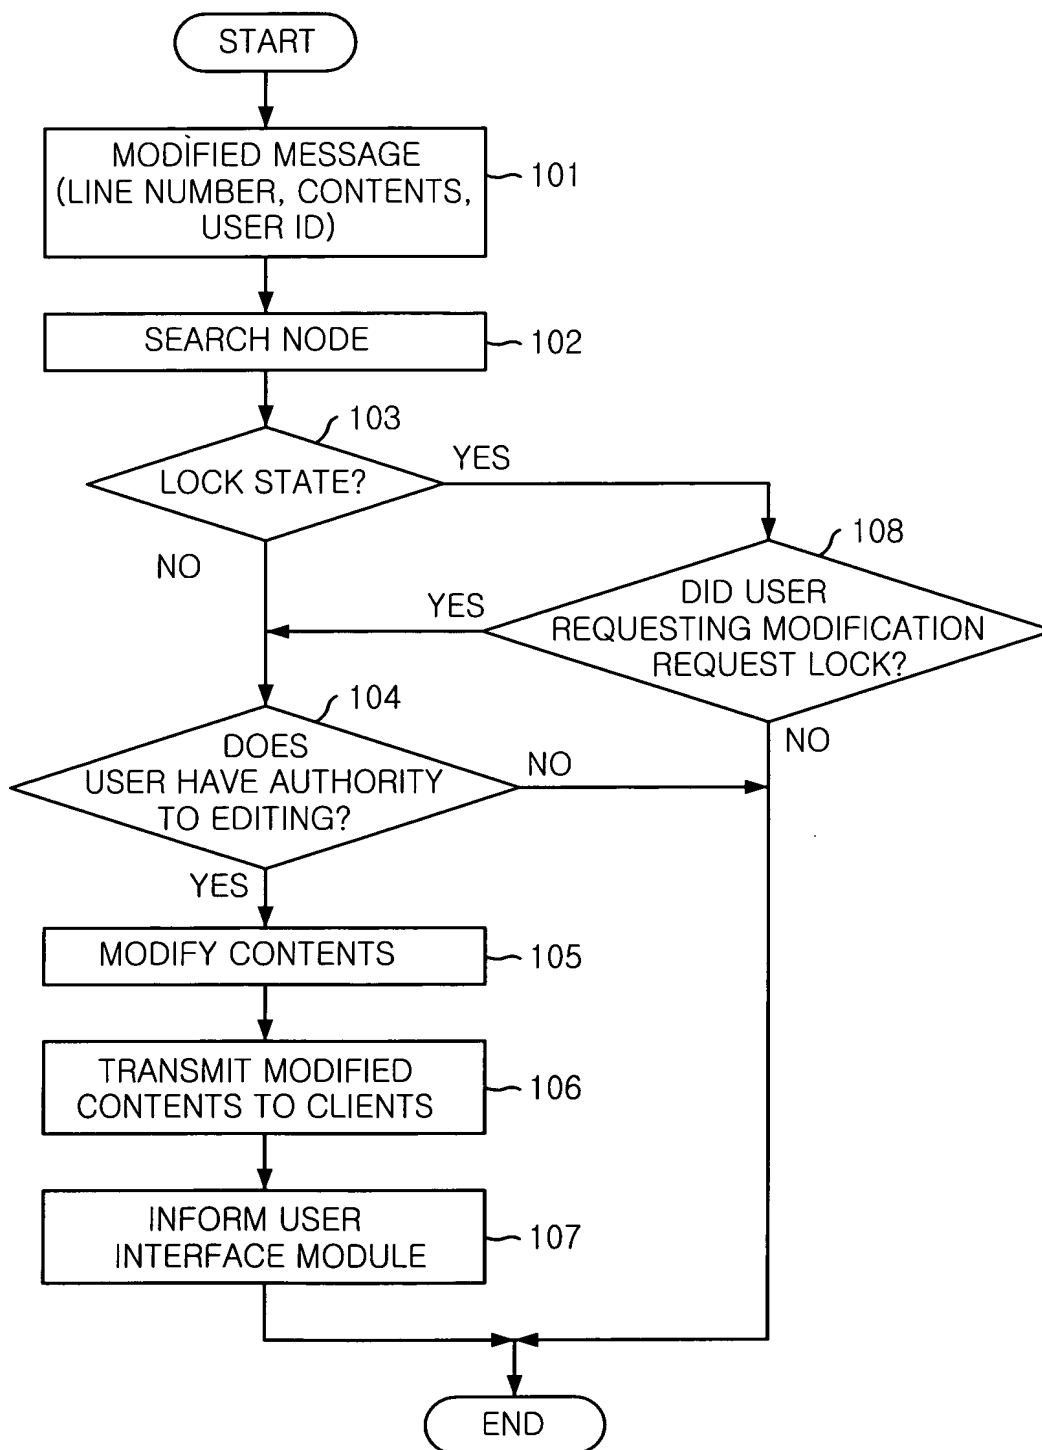 START
MODIFIED MESSAGE
(LINE NUMBER, CONTENTS,
USER ID)
101
SEARCH NODE
102
103
LOCK STATE?
YES
NO
108
DID USER
REQUESTING MODIFICATION
REQUEST LOCK?
YES
NO
104
DOES
USER HAVE AUTHORITY
TO EDITING?
NO
YES
MODIFY CONTENTS
105
TRANSMIT MODIFIED
CONTENTS TO CLIENTS
106
INFORM USER
INTERFACE MODULE
107
END